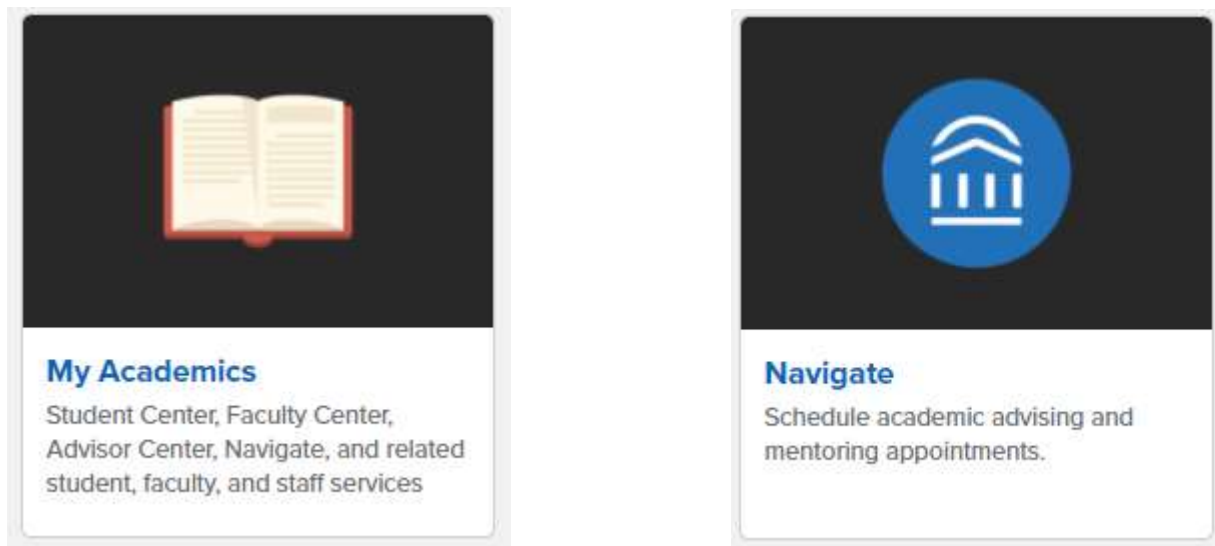 My Academics
Student Center, Faculty Center,
Advisor Center, Navigate, and related
student, faculty, and staff services
Navigate
Schedule academic advising and
mentoring appointments.